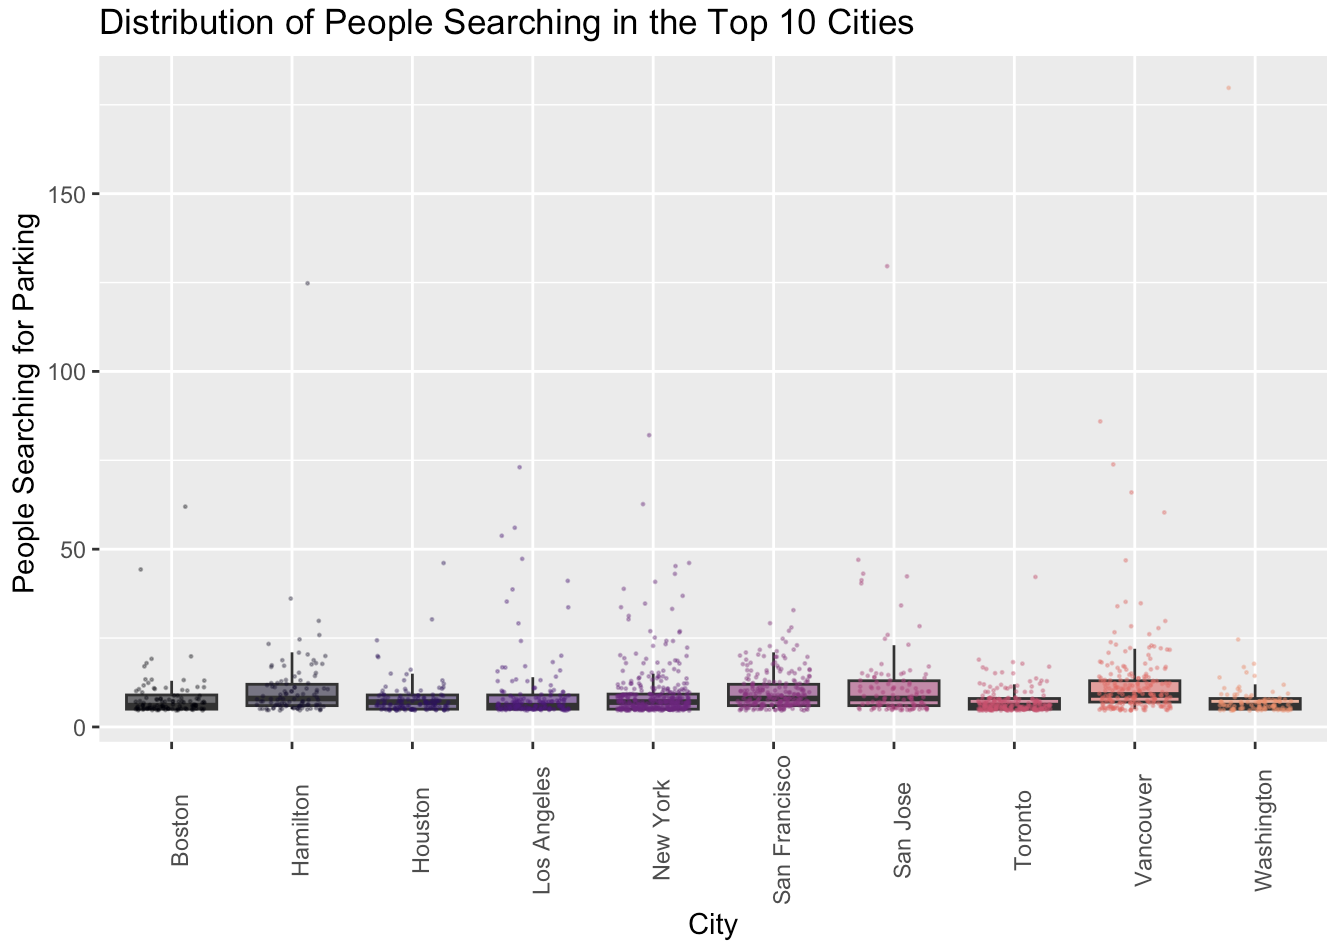 Distribution of People Searching in the Top 10 Cities
People Searching for Parking
150
100
50
0
Boston
Hamilton
Houston
Los Angeles
New York
San Francisco
San Jose
Toronto
Vancouver
Washington
City